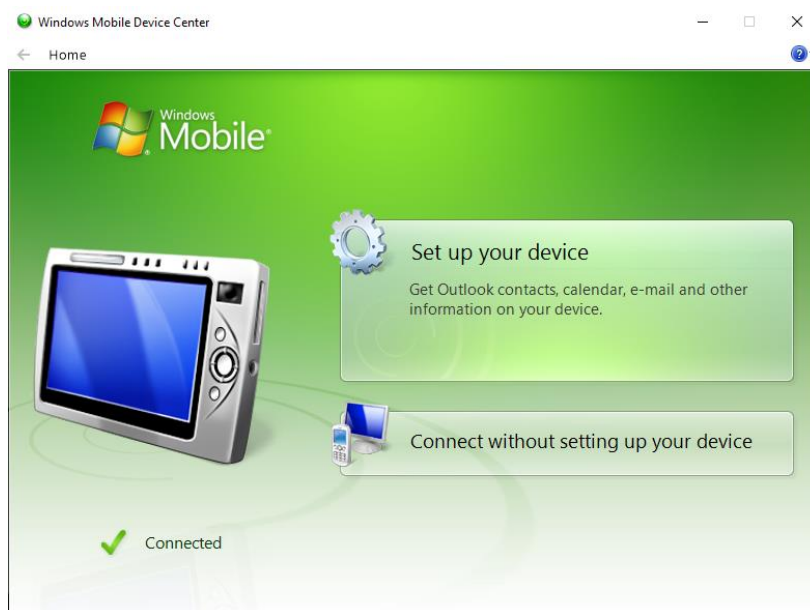 Windows Mobile Device Center
Home
Windows
Mobile®
Set up your device
Get Outlook contacts, calendar, e-mail and other
information on your device.
Connect without setting up your device
Connected